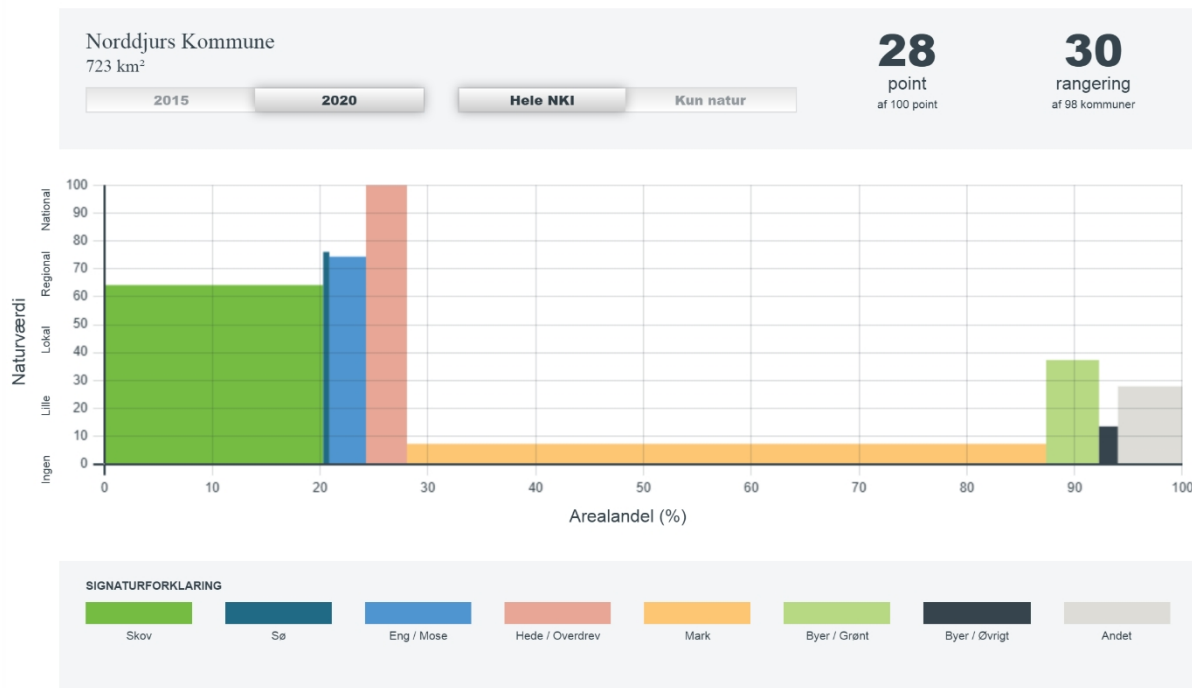 Norddjurs Kommune
723 km²
2015 2020 Hele NKI Kun natur
28
point
af 100 point
30
rangering
af 98 kommuner
Naturværdi
National
Regional
Lokal
Lille
Ingen
100
90
80
70
60
50
40
30
20
10
0
0 10 20 30 40 50 60 70 80 90 100
Arealandel (%)
SIGNATURFORKLARING
Skov Sø Eng / Mose Hede / Overdrev Mark Byer / Grønt Byer / Øvrigt Andet